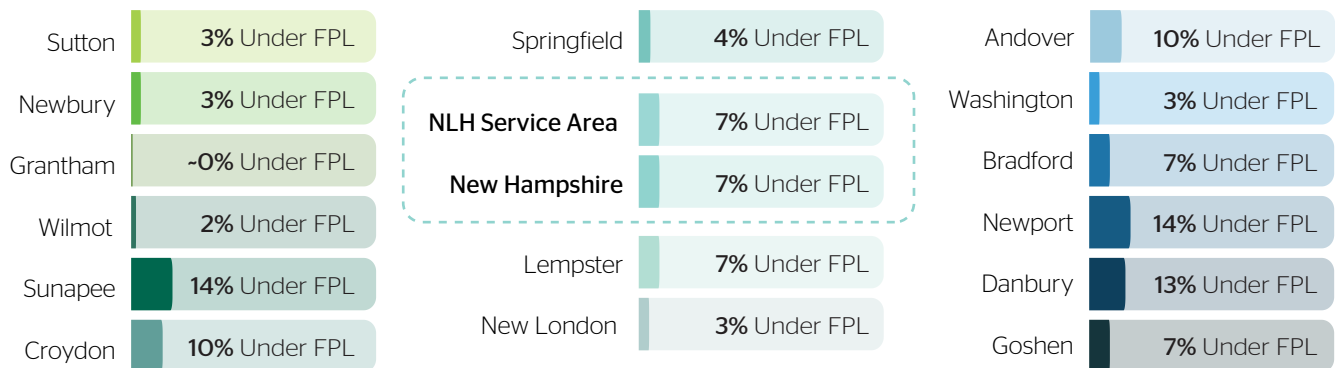 Sutton 3% Under FPL
Newbury 3% Under FPL
Grantham ~0% Under FPL
Wilmot 2% Under FPL
Sunapee 14% Under FPL
Croydon 10% Under FPL
Springfield 4% Under FPL
NLH Service Area 7% Under FPL
New Hampshire 7% Under FPL
Lempster 7% Under FPL
New London 3% Under FPL
Andover 10% Under FPL
Washington 3% Under FPL
Bradford 7% Under FPL
Newport 14% Under FPL
Danbury 13% Under FPL
Goshen 7% Under FPL